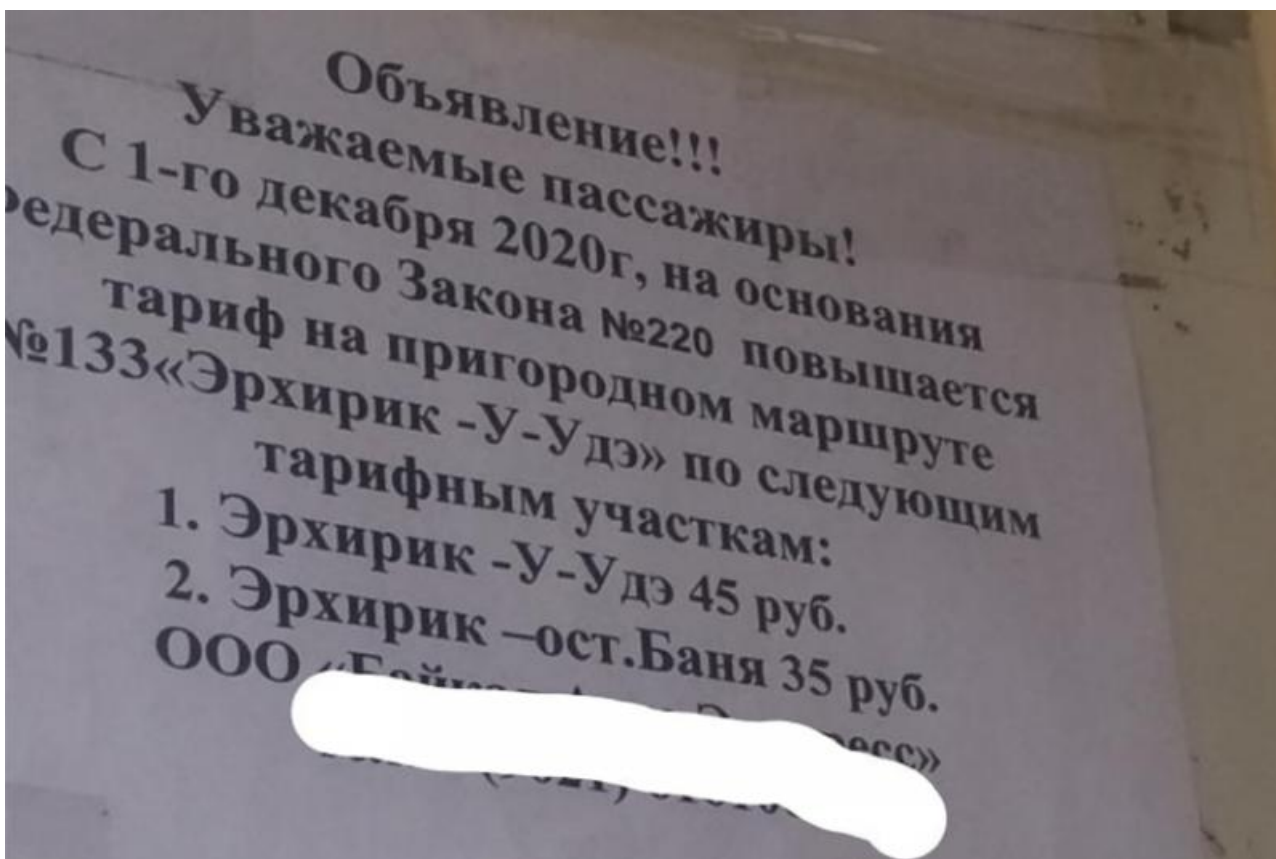 Объявление!!!
Уважаемые пассажиры!
С 1-го декабря 2020г, на основания
Федерального Закона №220 повышается
тариф на пригородном маршруте
№133«Эрхирик -У-Удэ» по следующим
тарифным участкам:
1. Эрхирик -У-Удэ 45 руб.
2. Эрхирик –ост.Баня 35 руб.
ООО